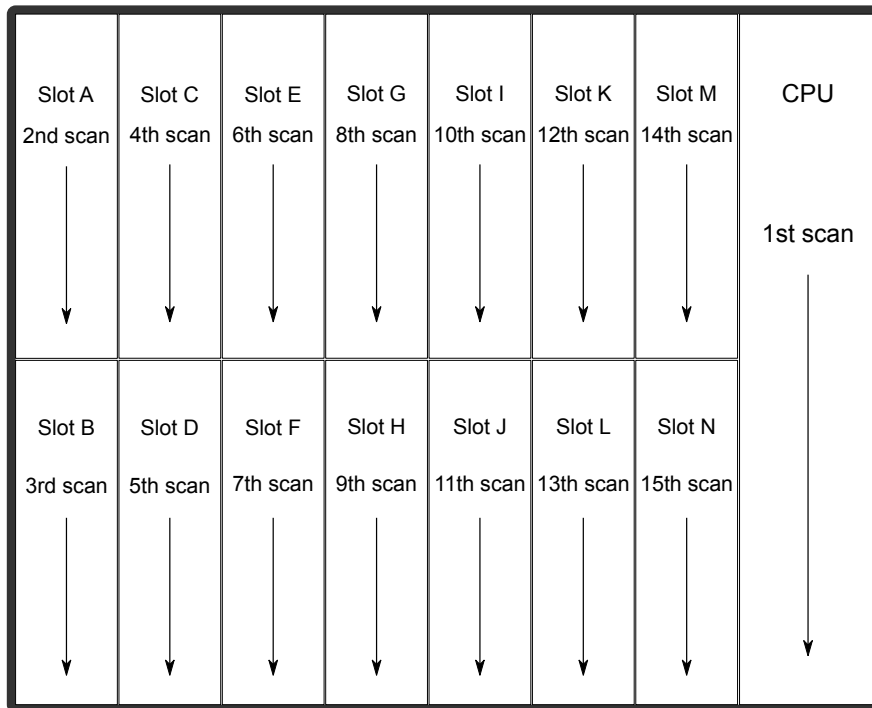 Slot A
2nd scan
Slot C
4th scan
Slot E
6th scan
Slot G
8th scan
Slot I
10th scan
Slot K
12th scan
Slot M
14th scan
CPU
1st scan
Slot B
3rd scan
Slot D
5th scan
Slot F
7th scan
Slot H
9th scan
Slot J
11th scan
Slot L
13th scan
Slot N
15th scan